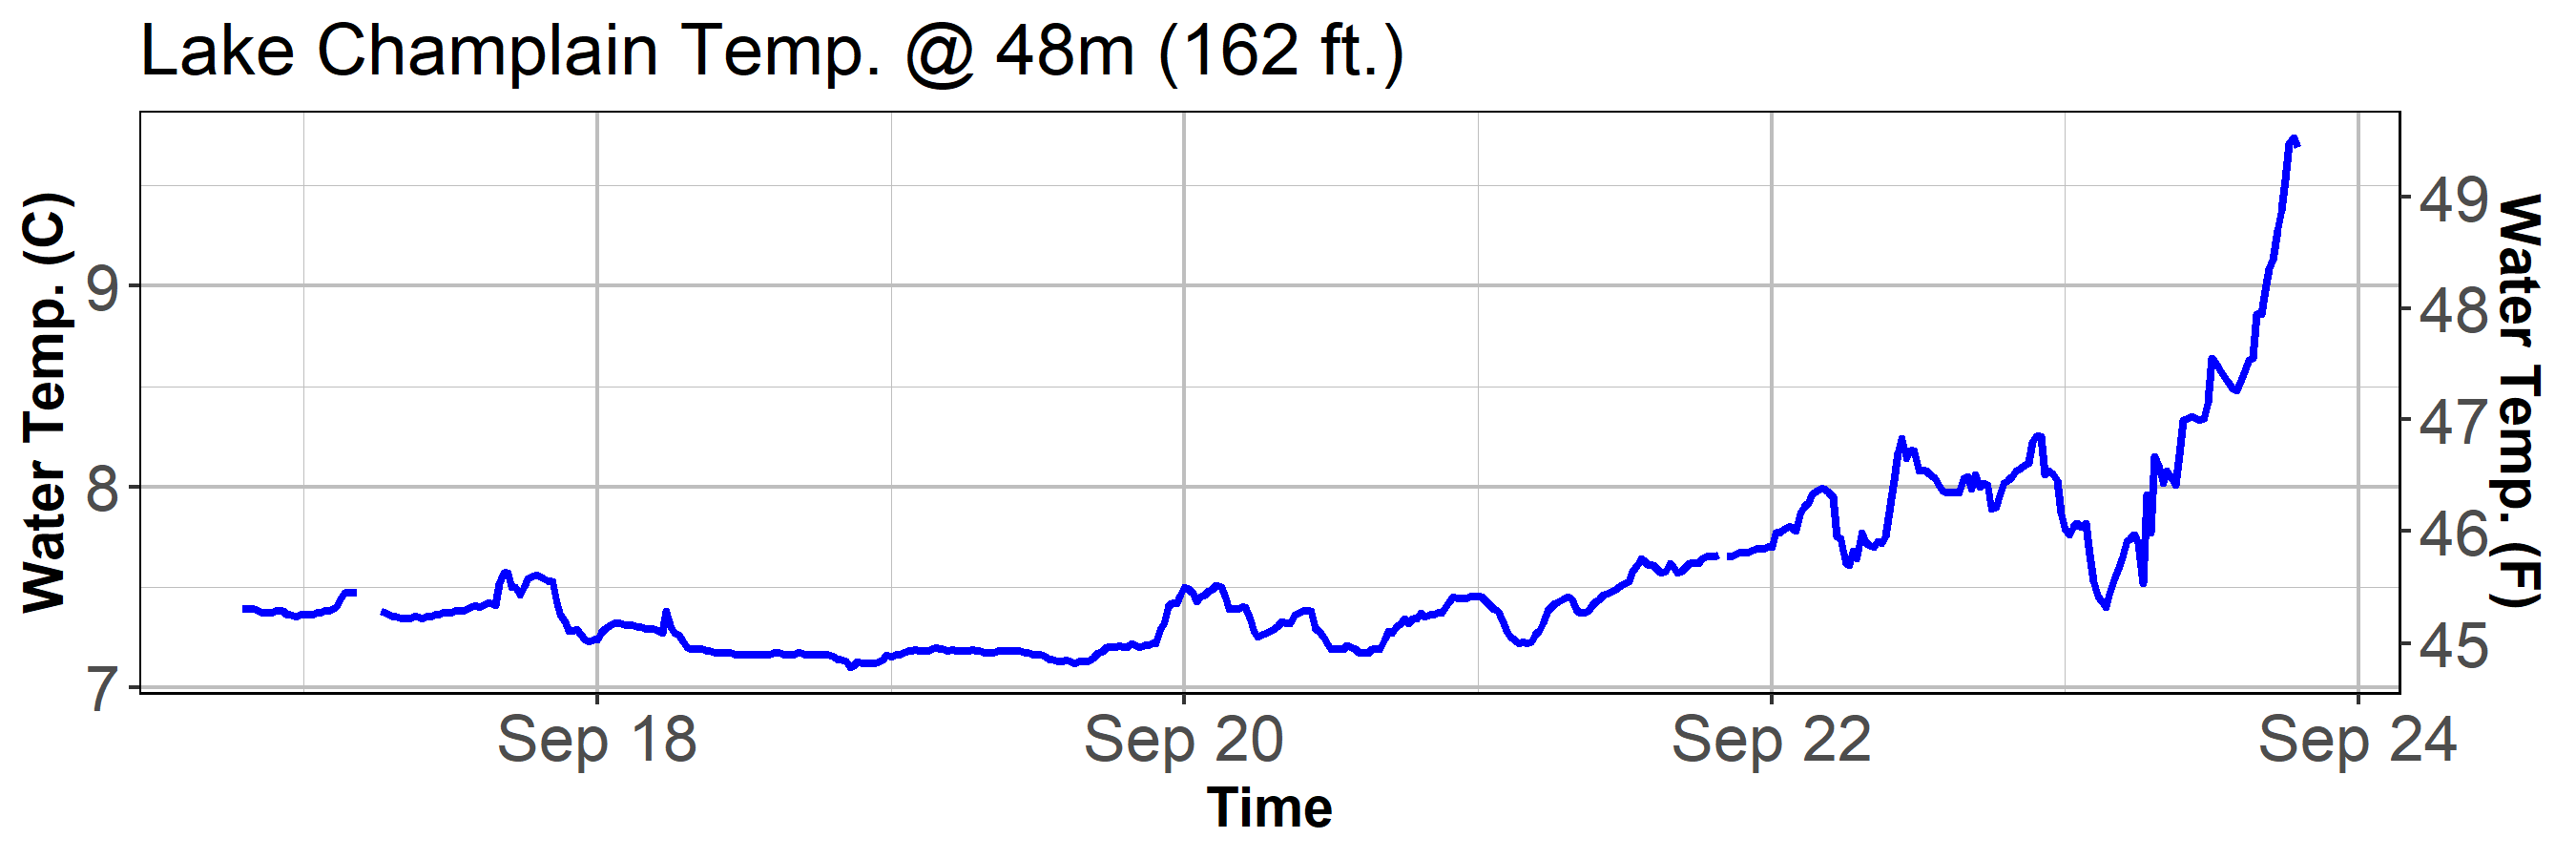 Lake Champlain Temp. @ 48m (162 ft.)
Water Temp. (C)
9
8
7
49
48
47
46
45
Water Temp. (F)
Sep 18 Sep 20 Sep 22 Sep 24
Time